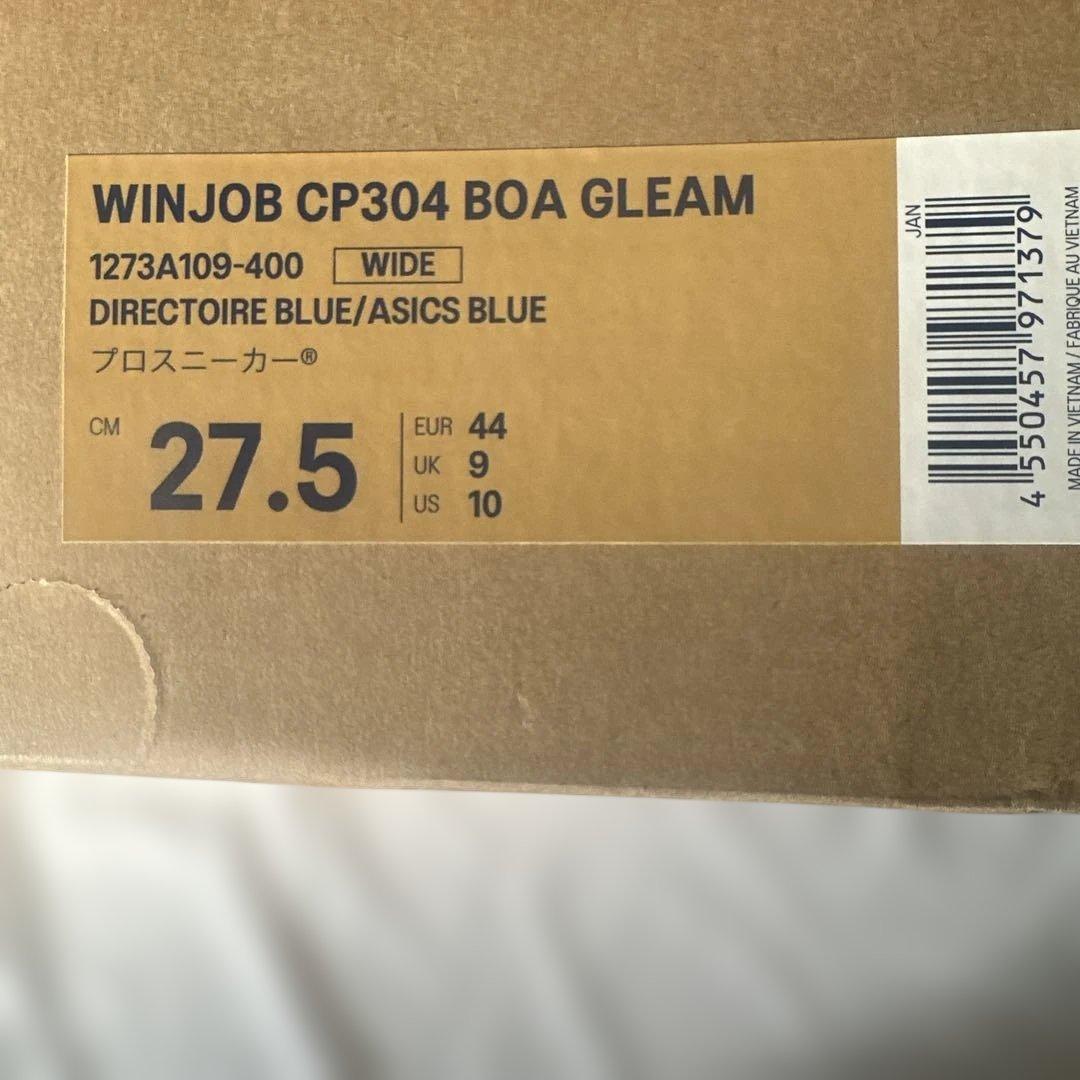 WINJOB CP304 BOA GLEAM
1273A109-400 WIDE
DIRECTOIRE BLUE/ASICS BLUE
プロスニーカー®
CM 27.5
EUR 44
UK 9
US 10
JAN
4 550457 971379
MADE IN VIETNAM / FABRIQUE AU VIETNAM